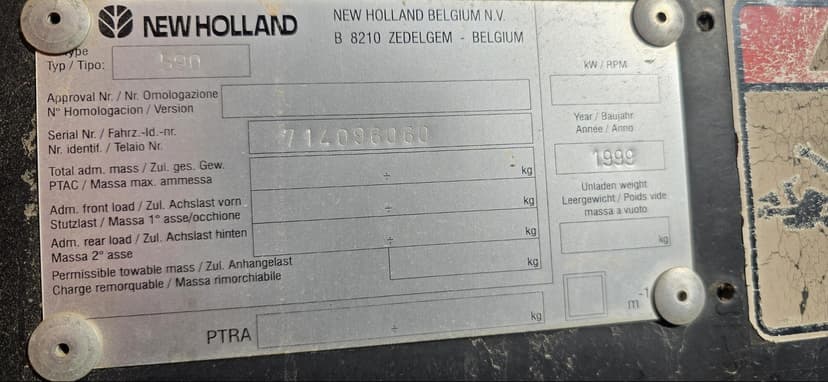 NEW HOLLAND
NEW HOLLAND BELGIUM N.V.
B 8210 ZEDELGEM - BELGIUM
Type
Typ / Tipo: 590
Approval Nr. / Nr. Omologazione
N° Homologacion / Version
Serial Nr. / Fahrz.-Id.-nr.
Nr. identif. / Telaio Nr. 714096060
Total adm. mass / Zul. ges. Gew.
PTAC / Massa max. ammessa ÷ kg
Adm. front load / Zul. Achslast vorn
Stutzlast / Massa 1° asse/occhione ÷ kg
Adm. rear load / Zul. Achslast hinten
Massa 2° asse ÷ kg
Permissible towable mass / Zul. Anhangelast
Charge remorquable / Massa rimorchiabile kg
PTRA ÷ kg
kW / RPM
Year / Baujahr
Année / Anno
1999
Unladen weight
Leergewicht / Poids vide
massa a vuoto
kg
m-1